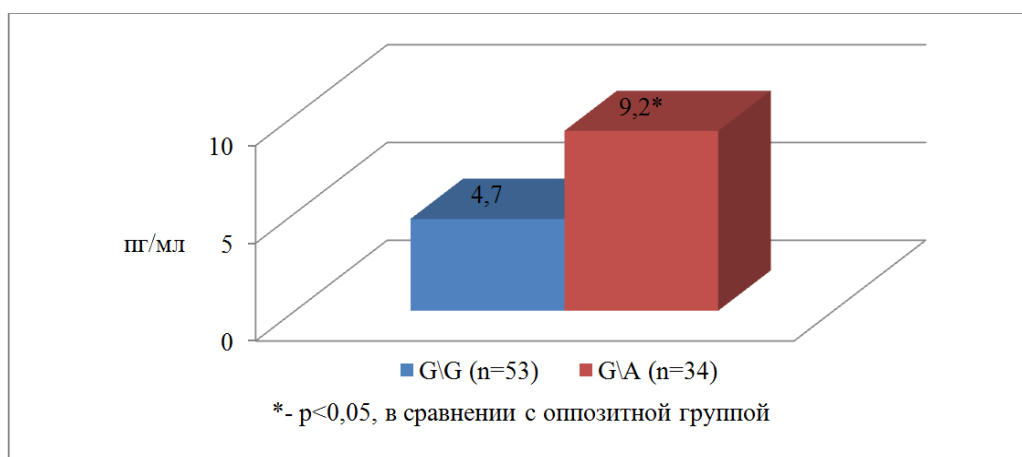 9,2*
10
4,7
пг/мл
5
0
G\G (n=53) G\A (n=34)
*- p<0,05, в сравнении с оппозитной группой